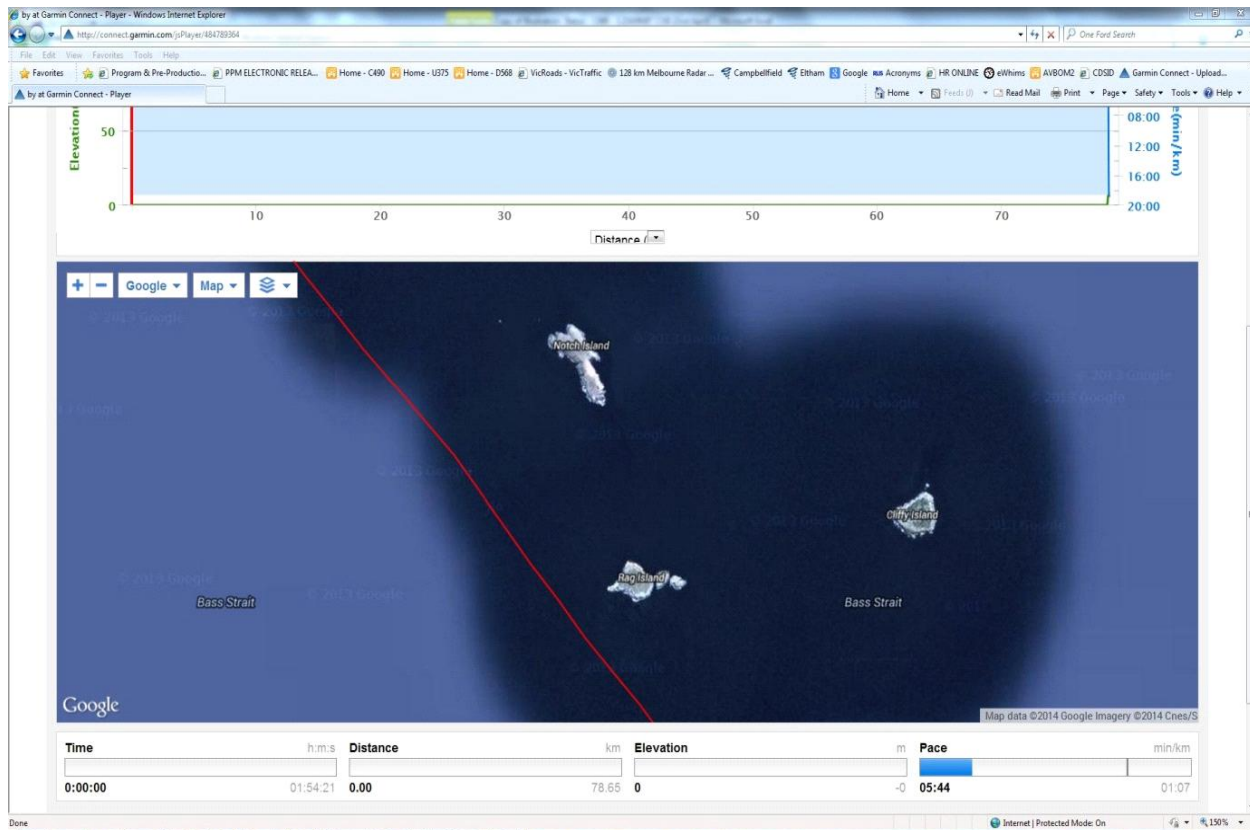 by at Garmin Connect - Player - Windows Internet Explorer
http://connect.garmin.com/jsPlayer/484789364
One Ford Search
File Edit View Favorites Tools Help
Favorites Program & Pre-Productio... PPM ELECTRONIC RELEA... Home - C490 Home - U375 Home - D568 VicRoads - VicTraffic 128 km Melbourne Radar ... Campbellfield Eltham Google Acronyms HR ONLINE eWhims AVBOM2 CDSID Garmin Connect - Upload...
by at Garmin Connect - Player
Home Feeds (J) Read Mail Print Page Safety Tools Help
Elevation
50
0
08:00
12:00
16:00
20:00
(min/km)
10 20 30 40 50 60 70
Distance (
+ − Google Map
© 2013 Google
Notch Island
Cliffy Island
Rag Island
Bass Strait
Bass Strait
Google
Map data ©2014 Google Imagery ©2014 Cnes/S
Time h:m:s Distance km Elevation m Pace min/km
0:00:00 01:54:21 0.00 78.65 0 -0 05:44 01:07
Done
Internet | Protected Mode: On
150%